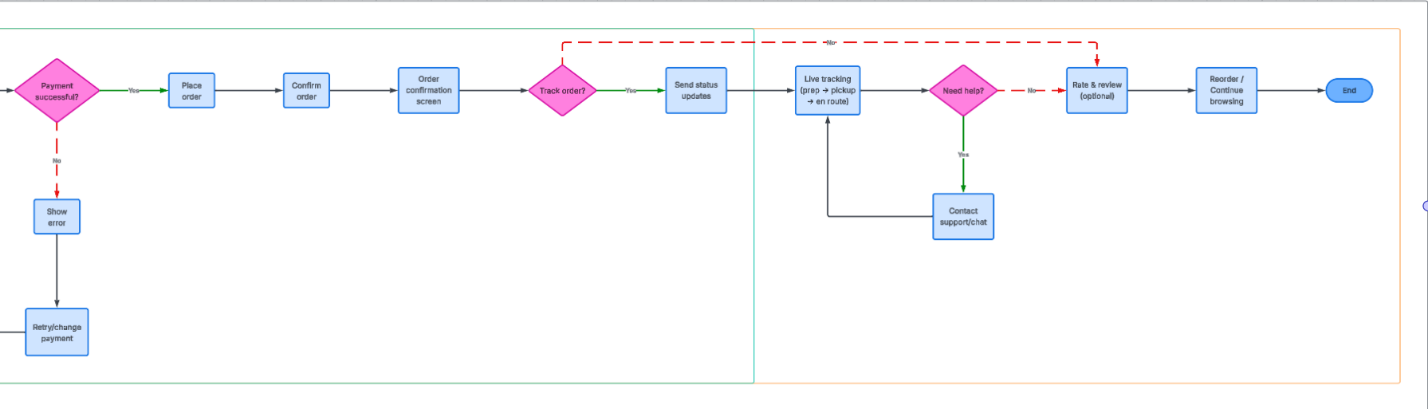 No
Payment
successful?
Yes
Place
order
Confirm
order
Order
confirmation
screen
Track order?
Yes
Send status
updates
Live tracking
(prep → pickup
→ en route)
Need help?
No
Rate & review
(optional)
Reorder /
Continue
browsing
End
No
Yes
Show
error
Contact
support/chat
Retry/change
payment